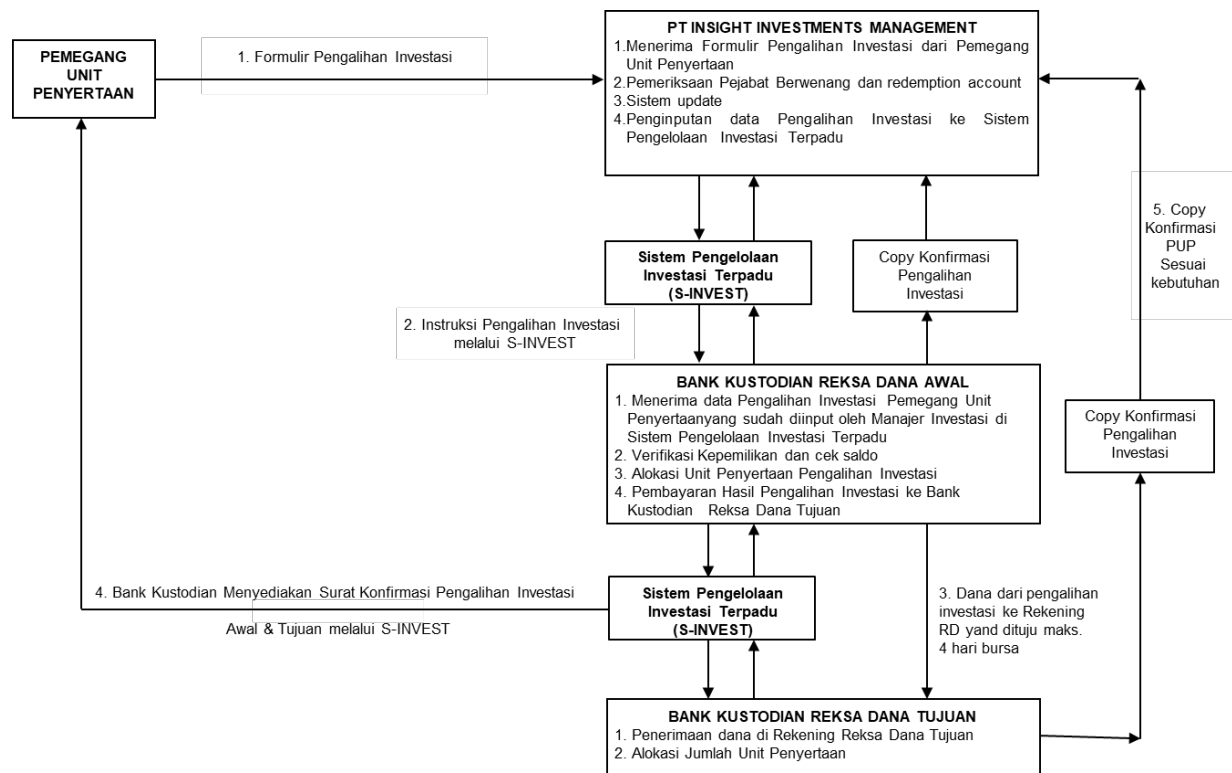 PEMEGANG
UNIT
PENYERTAAN
1. Formulir Pengalihan Investasi
PT INSIGHT INVESTMENTS MANAGEMENT
1.Menerima Formulir Pengalihan Investasi dari Pemegang
Unit Penyertaan
2.Pemeriksaan Pejabat Berwenang dan redemption account
3.Sistem update
4.Penginputan data Pengalihan Investasi ke Sistem
Pengelolaan Investasi Terpadu
Sistem Pengelolaan
Investasi Terpadu
(S-INVEST)
Copy Konfirmasi
Pengalihan
Investasi
5. Copy
Konfirmasi
PUP
Sesuai
kebutuhan
2. Instruksi Pengalihan Investasi
melalui S-INVEST
BANK KUSTODIAN REKSA DANA AWAL
1. Menerima data Pengalihan Investasi Pemegang Unit
Penyertaanyang sudah diinput oleh Manajer Investasi di
Sistem Pengelolaan Investasi Terpadu
2. Verifikasi Kepemilikan dan cek saldo
3. Alokasi Unit Penyertaan Pengalihan Investasi
4. Pembayaran Hasil Pengalihan Investasi ke Bank
Kustodian Reksa Dana Tujuan
Copy Konfirmasi
Pengalihan
Investasi
4. Bank Kustodian Menyediakan Surat Konfirmasi Pengalihan Investasi
Awal & Tujuan melalui S-INVEST
Sistem Pengelolaan
Investasi Terpadu
(S-INVEST)
3. Dana dari pengalihan
investasi ke Rekening
RD yand dituju maks.
4 hari bursa
BANK KUSTODIAN REKSA DANA TUJUAN
1. Penerimaan dana di Rekening Reksa Dana Tujuan
2. Alokasi Jumlah Unit Penyertaan